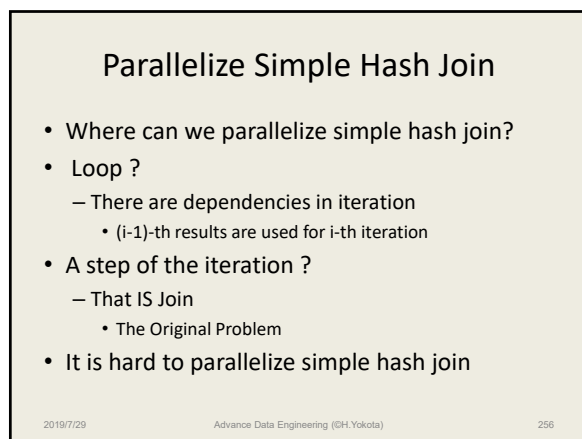 Parallelize Simple Hash Join
• Where can we parallelize simple hash join?
• Loop ?
– There are dependencies in iteration
• (i-1)-th results are used for i-th iteration
• A step of the iteration ?
– That IS Join
• The Original Problem
• It is hard to parallelize simple hash join
2019/7/29 Advance Data Engineering (©H.Yokota) 256